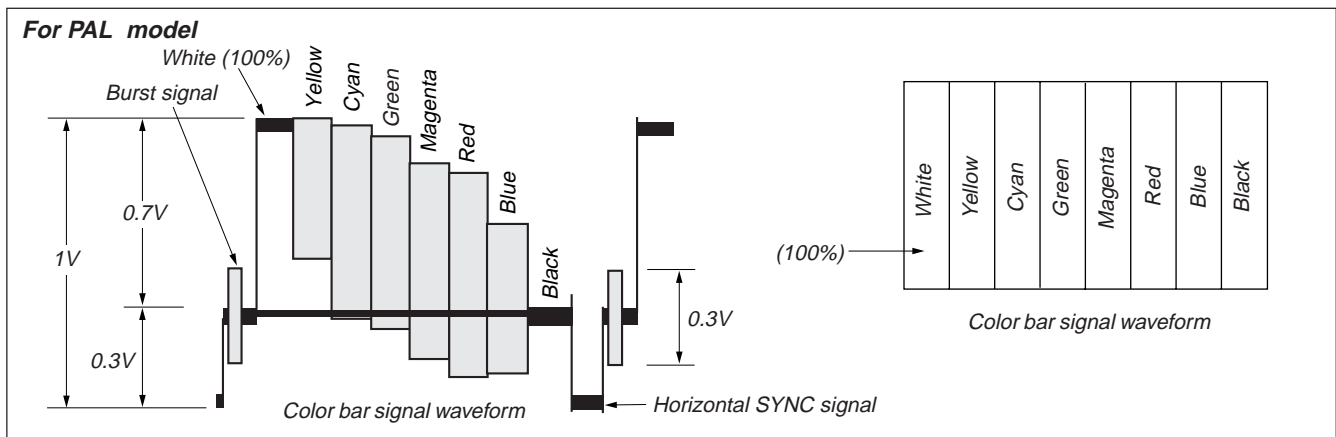 For PAL model
White (100%)
Burst signal
Yellow
Cyan
Green
Magenta
Red
Blue
Black
1V
0.7V
0.3V
0.3V
Horizontal SYNC signal
Color bar signal waveform
White
Yellow
Cyan
Green
Magenta
Red
Blue
Black
(100%)
Color bar signal waveform